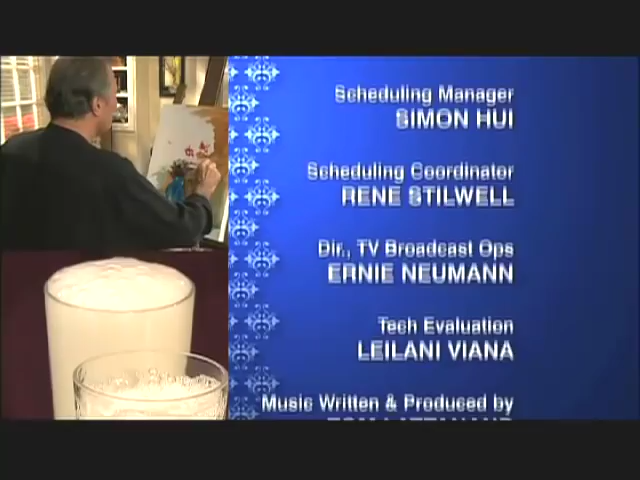 Scheduling Manager
SIMON HUI
Scheduling Coordinator
RENE STILWELL
Dir., TV Broadcast Ops
ERNIE NEUMANN
Tech Evaluation
LEILANI VIANA
Music Written & Produced by